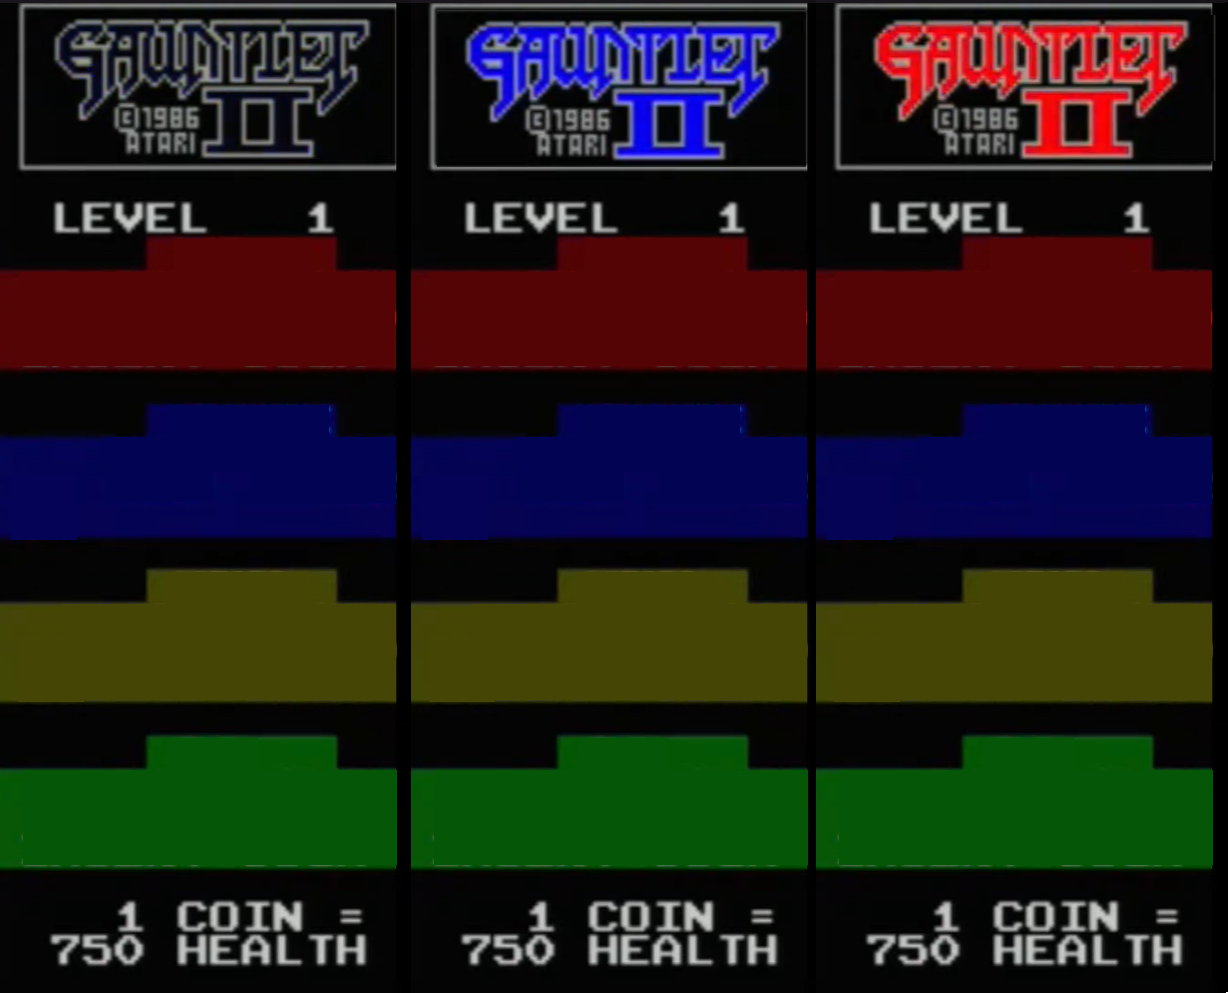 GAUNTLET
II
©1986
ATARI
LEVEL 1
1 COIN =
750 HEALTH
GAUNTLET
II
©1986
ATARI
LEVEL 1
1 COIN =
750 HEALTH
GAUNTLET
II
©1986
ATARI
LEVEL 1
1 COIN =
750 HEALTH